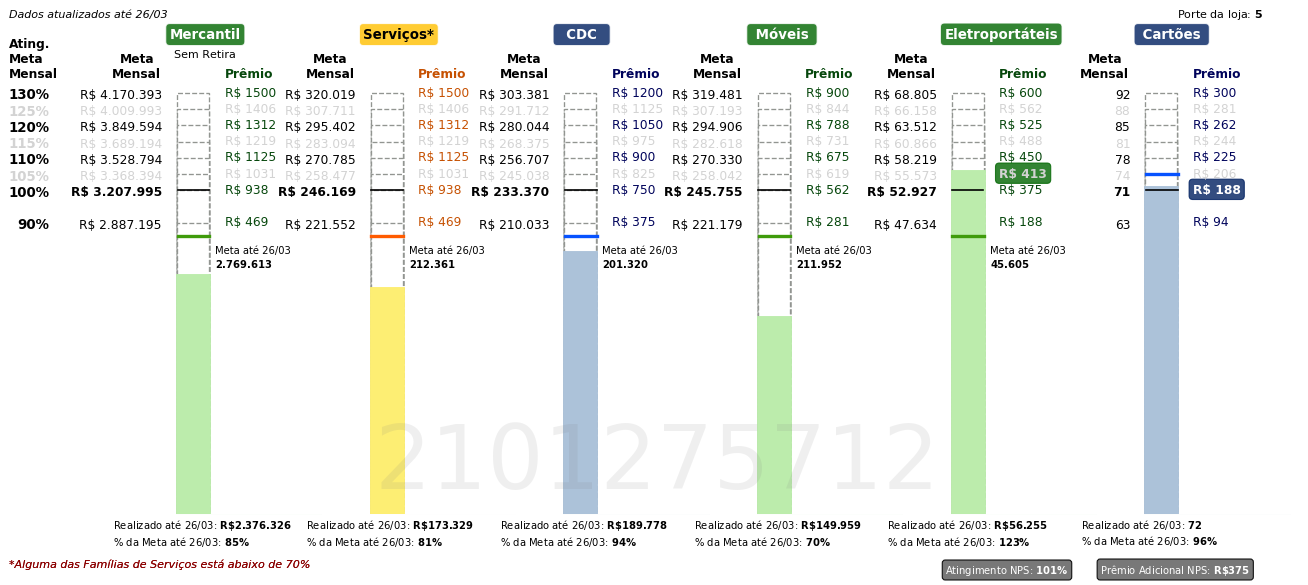 Dados atualizados até 26/03
Porte da loja: 5
Mercantil Serviços* CDC Móveis Eletroportáteis Cartões
Sem Retira
Ating. Meta Mensal
Meta Mensal Prêmio Meta Mensal Prêmio Meta Mensal Prêmio Meta Mensal Prêmio Meta Mensal Prêmio Meta Mensal Prêmio
130% R$ 4.170.393 R$ 1500 R$ 320.019 R$ 1500 R$ 303.381 R$ 1200 R$ 319.481 R$ 900 R$ 68.805 R$ 600 92 R$ 300
125% R$ 4.009.993 R$ 1406 R$ 307.711 R$ 1406 R$ 291.712 R$ 1125 R$ 307.193 R$ 844 R$ 66.158 R$ 562 88 R$ 281
120% R$ 3.849.594 R$ 1312 R$ 295.402 R$ 1312 R$ 280.044 R$ 1050 R$ 294.906 R$ 788 R$ 63.512 R$ 525 85 R$ 262
115% R$ 3.689.194 R$ 1219 R$ 283.094 R$ 1219 R$ 268.375 R$ 975 R$ 282.618 R$ 731 R$ 60.866 R$ 488 81 R$ 244
110% R$ 3.528.794 R$ 1125 R$ 270.785 R$ 1125 R$ 256.707 R$ 900 R$ 270.330 R$ 675 R$ 58.219 R$ 450 78 R$ 225
105% R$ 3.368.394 R$ 1031 R$ 258.477 R$ 1031 R$ 245.038 R$ 825 R$ 258.042 R$ 619 R$ 55.573 R$ 413 74 R$ 206
100% R$ 3.207.995 R$ 938 R$ 246.169 R$ 938 R$ 233.370 R$ 750 R$ 245.755 R$ 562 R$ 52.927 R$ 375 71 R$ 188
90% R$ 2.887.195 R$ 469 R$ 221.552 R$ 469 R$ 210.033 R$ 375 R$ 221.179 R$ 281 R$ 47.634 R$ 188 63 R$ 94
Meta até 26/03 Meta até 26/03 Meta até 26/03 Meta até 26/03 Meta até 26/03
2.769.613 212.361 201.320 211.952 45.605
2101275712
Realizado até 26/03: R$2.376.326 Realizado até 26/03: R$173.329 Realizado até 26/03: R$189.778 Realizado até 26/03: R$149.959 Realizado até 26/03: R$56.255 Realizado até 26/03: 72
% da Meta até 26/03: 85% % da Meta até 26/03: 81% % da Meta até 26/03: 94% % da Meta até 26/03: 70% % da Meta até 26/03: 123% % da Meta até 26/03: 96%
*Alguma das Famílias de Serviços está abaixo de 70%
Atingimento NPS: 101% Prêmio Adicional NPS: R$375